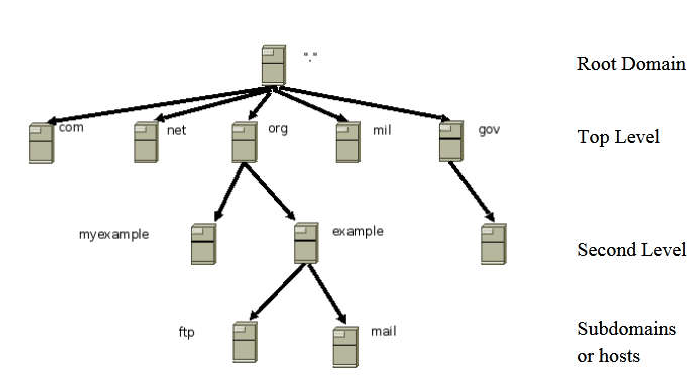 "."
Root Domain
com
net
org
mil
gov
Top Level
myexample
example
Second Level
ftp
mail
Subdomains
or hosts